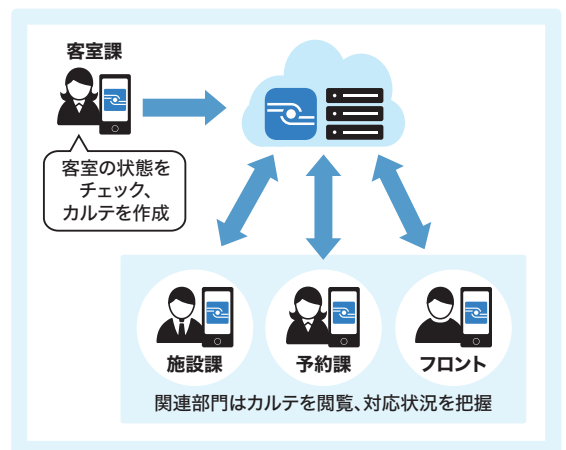 客室課
客室の状態を
チェック、
カルテを作成
施設課
予約課
フロント
関連部門はカルテを閲覧、対応状況を把握